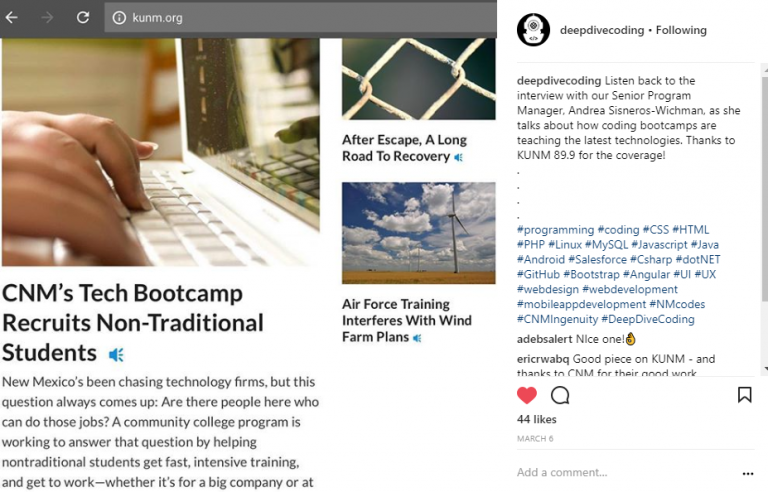 kunm.org
CNM's Tech Bootcamp
Recruits Non-Traditional
Students
New Mexico's been chasing technology firms, but this
question always comes up: Are there people here who
can do those jobs? A community college program is
working to answer that question by helping
nontraditional students get fast, intensive training,
and get to work—whether it's for a big company or at
After Escape, A Long
Road To Recovery
Air Force Training
Interferes With Wind
Farm Plans
deepdivecoding • Following
deepdivecoding Listen back to the
interview with our Senior Program
Manager, Andrea Sisneros-Wichman, as she
talks about how coding bootcamps are
teaching the latest technologies. Thanks to
KUNM 89.9 for the coverage!
.
.
.
.
#programming #coding #CSS #HTML
#PHP #Linux #MySQL #Javascript #Java
#Android #Salesforce #Csharp #dotNET
#GitHub #Bootstrap #Angular #UI #UX
#webdesign #webdevelopment
#mobileappdevelopment #NMcodes
#CNMIngenuity #DeepDiveCoding
adebsalert NIce one!👌
ericrwabq Good piece on KUNM - and
thanks to CNM for their good work
44 likes
MARCH 6
Add a comment...